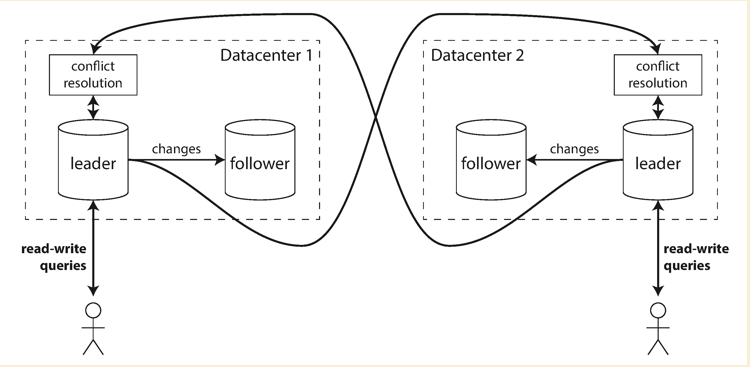 Datacenter 1
conflict
resolution
leader
changes
follower
read-write
queries
Datacenter 2
conflict
resolution
follower
changes
leader
read-write
queries